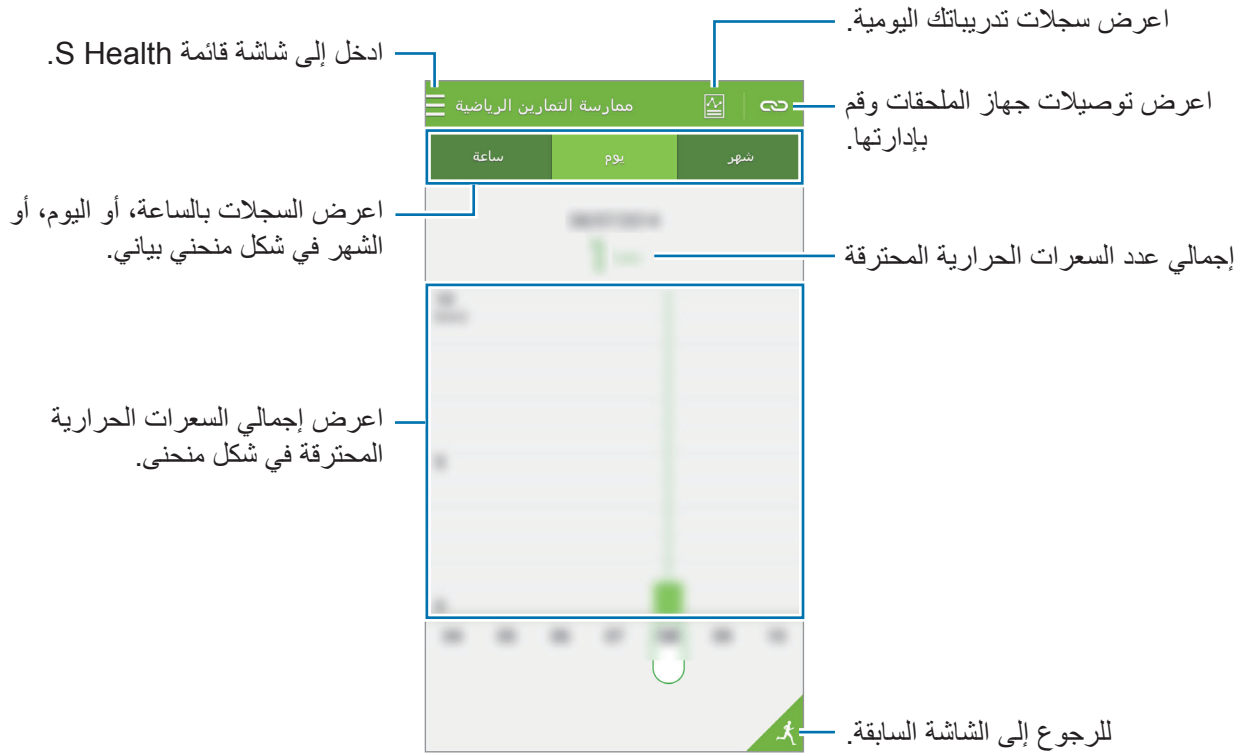 اعرض سجلات تدريباتك اليومية.
ادخل إلى شاشة قائمة S Health.
ممارسة التمارين الرياضية
اعرض توصيلات جهاز الملحقات وقم
بإدارتها.
ساعة
يوم
شهر
اعرض السجلات بالساعة، أو اليوم، أو
الشهر في شكل منحني بياني.
إجمالي عدد السعرات الحرارية المحترقة
اعرض إجمالي السعرات الحرارية
المحترقة في شكل منحنى.
للرجوع إلى الشاشة السابقة.